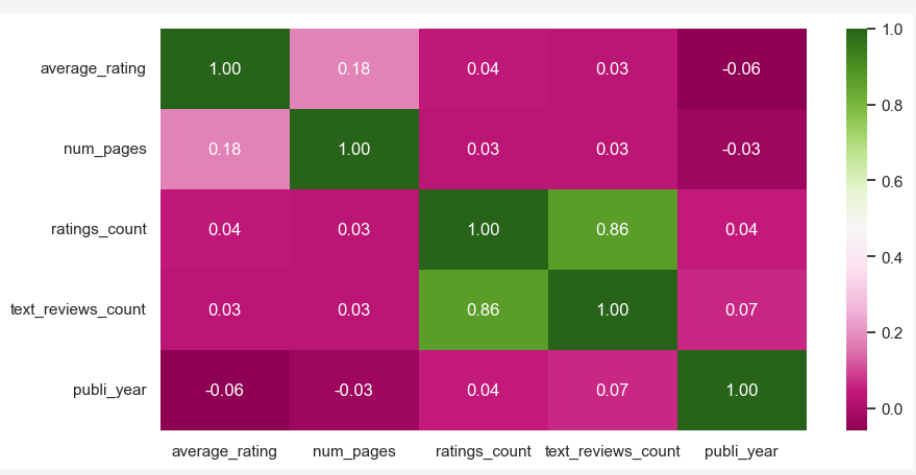 average_rating 1.00 0.18 0.04 0.03 -0.06
num_pages 0.18 1.00 0.03 0.03 -0.03
ratings_count 0.04 0.03 1.00 0.86 0.04
text_reviews_count 0.03 0.03 0.86 1.00 0.07
publi_year -0.06 -0.03 0.04 0.07 1.00
average_rating num_pages ratings_count text_reviews_count publi_year
1.0
0.8
0.6
0.4
0.2
0.0